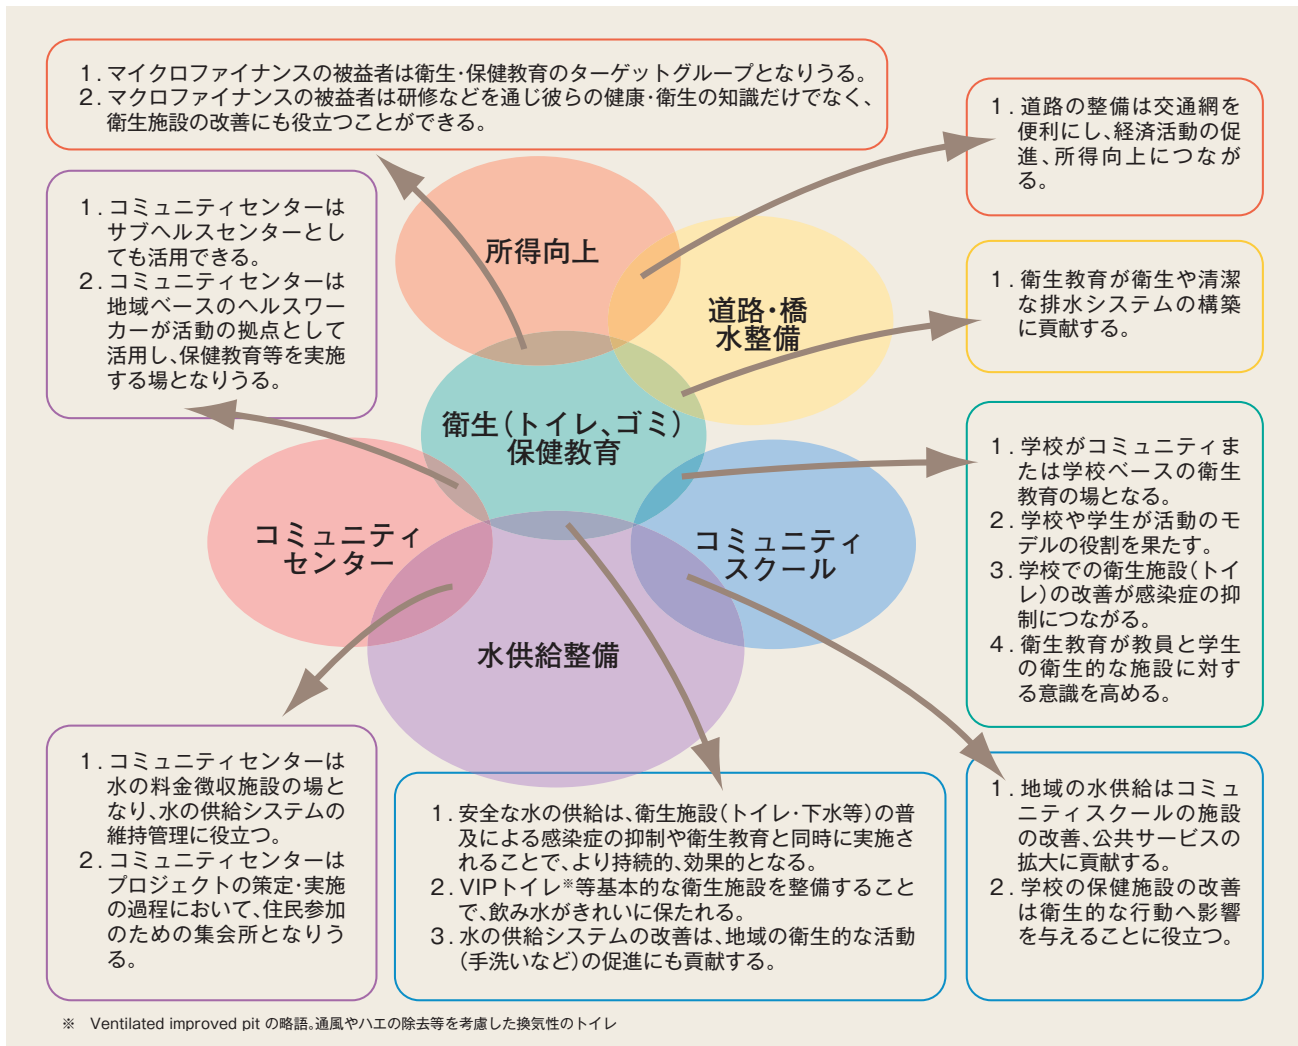 1. マイクロファイナンスの被益者は衛生・保健教育のターゲットグループとなりうる。
2. マクロファイナンスの被益者は研修などを通じ彼らの健康・衛生の知識だけでなく、
衛生施設の改善にも役立つことができる。
1. 道路の整備は交通網を
便利にし、経済活動の促
進、所得向上につなが
る。
1. コミュニティセンターは
サブヘルスセンターとし
ても活用できる。
2. コミュニティセンターは
地域ベースのヘルスワー
カーが活動の拠点として
活用し、保健教育等を実施
する場となりうる。
所得向上
道路・橋
水整備
1. 衛生教育が衛生や清潔
な排水システムの構築
に貢献する。
衛生(トイレ、ゴミ)
保健教育
コミュニティ
センター
コミュニティ
スクール
水供給整備
1. 学校がコミュニティま
たは学校ベースの衛生
教育の場となる。
2. 学校や学生が活動のモ
デルの役割を果たす。
3. 学校での衛生施設(トイ
レ)の改善が感染症の抑
制につながる。
4. 衛生教育が教員と学生
の衛生的な施設に対す
る意識を高める。
1. コミュニティセンターは
水の料金徴収施設の場と
なり、水の供給システムの
維持管理に役立つ。
2. コミュニティセンターは
プロジェクトの策定・実施
の過程において、住民参加
のための集会所となりう
る。
1. 安全な水の供給は、衛生施設(トイレ・下水等)の普
及による感染症の抑制や衛生教育と同時に実施さ
れることで、より持続的、効果的となる。
2. VIPトイレ※等基本的な衛生施設を整備すること
で、飲み水がきれいに保たれる。
3. 水の供給システムの改善は、地域の衛生的な活動
(手洗いなど)の促進にも貢献する。
1. 地域の水供給はコミュ
ニティスクールの施設
の改善、公共サービスの
拡大に貢献する。
2. 学校の保健施設の改善
は衛生的な行動へ影響
を与えることに役立つ。
※ Ventilated improved pit の略語。通風やハエの除去等を考慮した換気性のトイレ